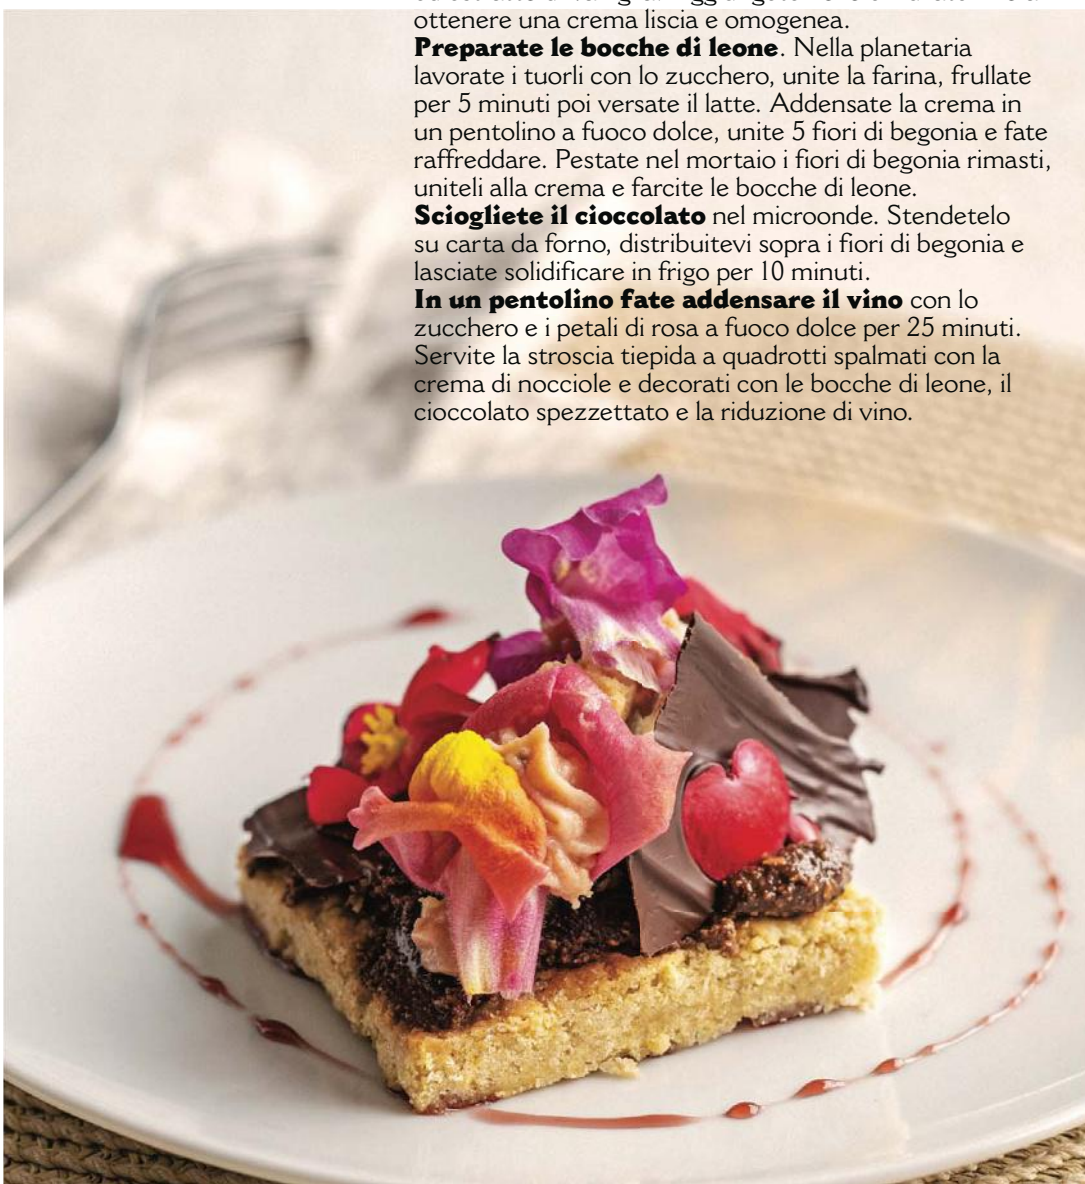 ottenere una crema liscia e omogenea.
Preparate le bocche di leone. Nella planetaria
lavorate i tuorli con lo zucchero, unite la farina, frullate
per 5 minuti poi versate il latte. Addensate la crema in
un pentolino a fuoco dolce, unite 5 fiori di begonia e fate
raffreddare. Pestate nel mortaio i fiori di begonia rimasti,
uniteli alla crema e farcite le bocche di leone.
Sciogliete il cioccolato nel microonde. Stendetelo
su carta da forno, distribuitevi sopra i fiori di begonia e
lasciate solidificare in frigo per 10 minuti.
In un pentolino fate addensare il vino con lo
zucchero e i petali di rosa a fuoco dolce per 25 minuti.
Servite la stroscia tiepida a quadrotti spalmati con la
crema di nocciole e decorati con le bocche di leone, il
cioccolato spezzettato e la riduzione di vino.